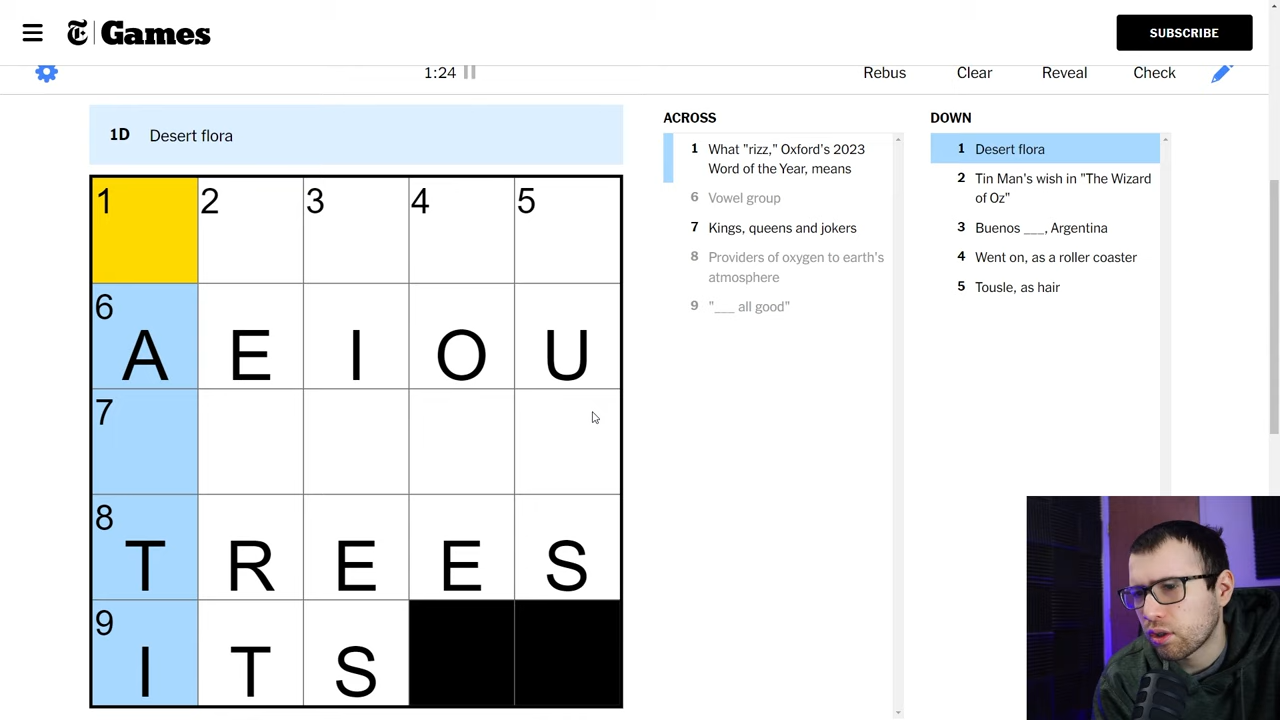 Games
SUBSCRIBE
1:24
Rebus
Clear
Reveal
Check
1D Desert flora
1 2 3 4 5
6
A E I O U
7
8
T R E E S
9
I T S
ACROSS
1 What "rizz," Oxford's 2023
Word of the Year, means
6 Vowel group
7 Kings, queens and jokers
8 Providers of oxygen to earth's
atmosphere
9 "___ all good"
DOWN
1 Desert flora
2 Tin Man's wish in "The Wizard
of Oz"
3 Buenos ___, Argentina
4 Went on, as a roller coaster
5 Tousle, as hair